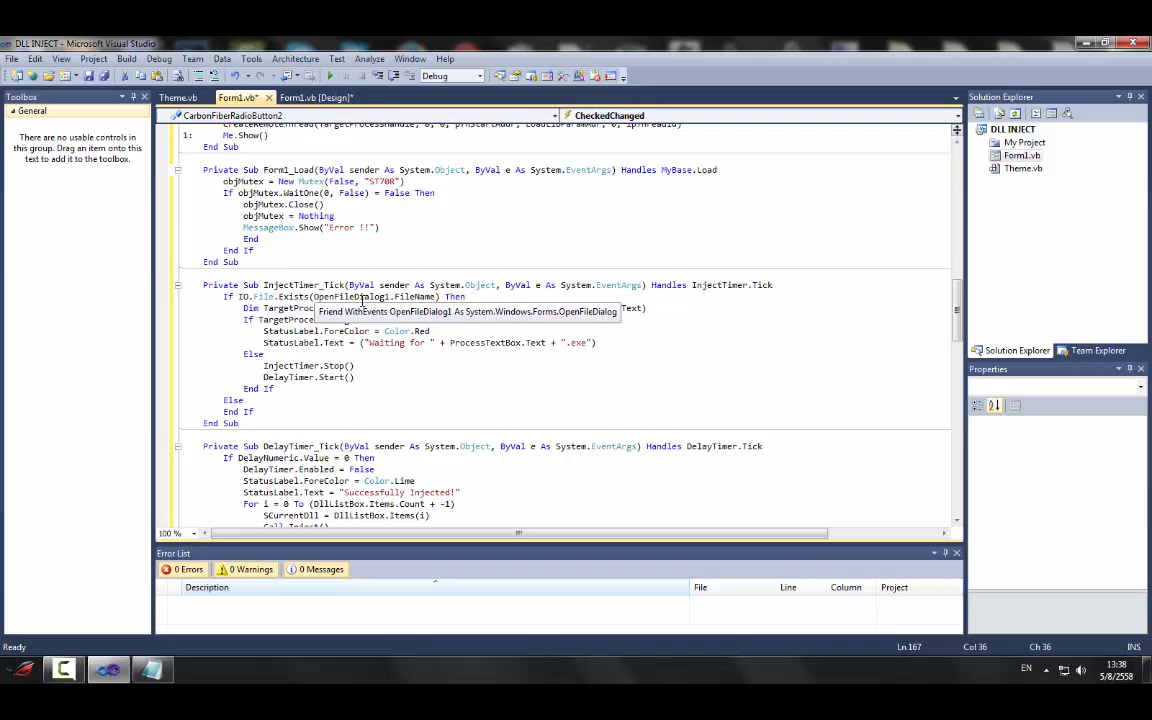 DLL INJECT - Microsoft Visual Studio
File Edit View Project Build Debug Team Data Tools Architecture Test Analyze Window Help
Debug
Toolbox
General
There are no usable controls in
this group. Drag an item onto this
text to add it to the toolbox.
Theme.vb Form1.vb* Form1.vb [Design]*
CarbonFiberRadioButton2 CheckedChanged
1: Me.Show()
End Sub
Private Sub Form1_Load(ByVal sender As System.Object, ByVal e As System.EventArgs) Handles MyBase.Load
objMutex = New Mutex(False, "ST70R")
If objMutex.WaitOne(0, False) = False Then
objMutex.Close()
objMutex = Nothing
MessageBox.Show("Error !!")
End
End If
End Sub
Private Sub InjectTimer_Tick(ByVal sender As System.Object, ByVal e As System.EventArgs) Handles InjectTimer.Tick
If IO.File.Exists(OpenFileDialog1.FileName) Then
Dim TargetProc Text)
Friend WithEvents OpenFileDialog1 As System.Windows.Forms.OpenFileDialog
If TargetProce
StatusLabel.ForeColor = Color.Red
StatusLabel.Text = ("Waiting for " + ProcessTextBox.Text + ".exe")
Else
InjectTimer.Stop()
DelayTimer.Start()
End If
Else
End If
End Sub
Private Sub DelayTimer_Tick(ByVal sender As System.Object, ByVal e As System.EventArgs) Handles DelayTimer.Tick
If DelayNumeric.Value = 0 Then
DelayTimer.Enabled = False
StatusLabel.ForeColor = Color.Lime
StatusLabel.Text = "Successfully Injected!"
For i = 0 To (DllListBox.Items.Count + -1)
SCurrentDll = DllListBox.Items(i)
Call Inject()
100 %
Error List
0 Errors 0 Warnings 0 Messages
Description File Line Column Project
Solution Explorer
DLL INJECT
My Project
Form1.vb
Theme.vb
Solution Explorer Team Explorer
Properties
Ready Ln 167 Col 36 Ch 36 INS
EN 13:38
5/8/2558